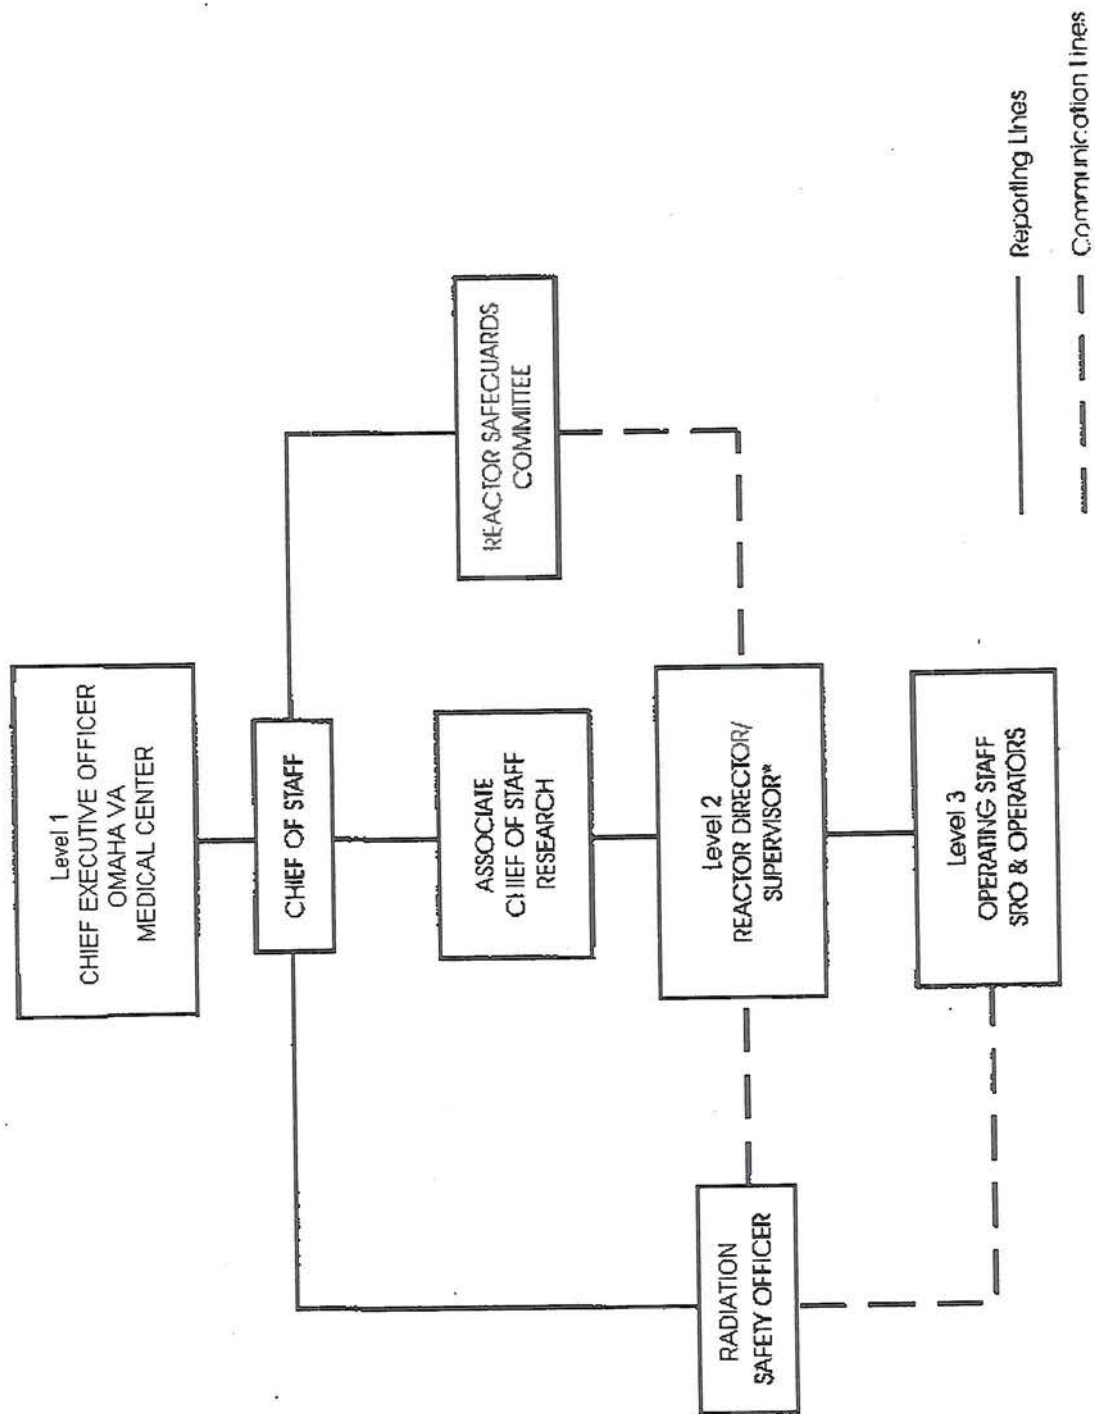 Level 1
CHIEF EXECUTIVE OFFICER
OMAHA VA
MEDICAL CENTER
CHIEF OF STAFF
REACTOR SAFEGUARDS
COMMITTEE
ASSOCIATE
CHIEF OF STAFF
RESEARCH
RADIATION
SAFETY OFFICER
Level 2
REACTOR DIRECTOR/
SUPERVISOR*
Level 3
OPERATING STAFF
SRO & OPERATORS
Reporting Lines
Communication Lines